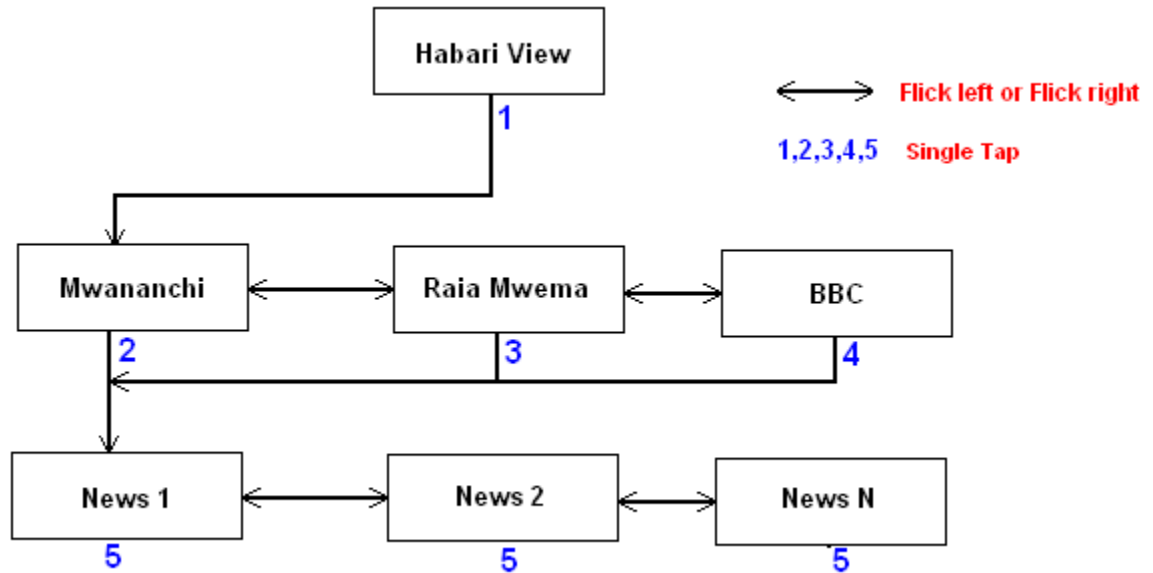 Habari View
1
Flick left or Flick right
1,2,3,4,5 Single Tap
Mwananchi
Raia Mwema
BBC
2
3
4
News 1
News 2
News N
5
5
5